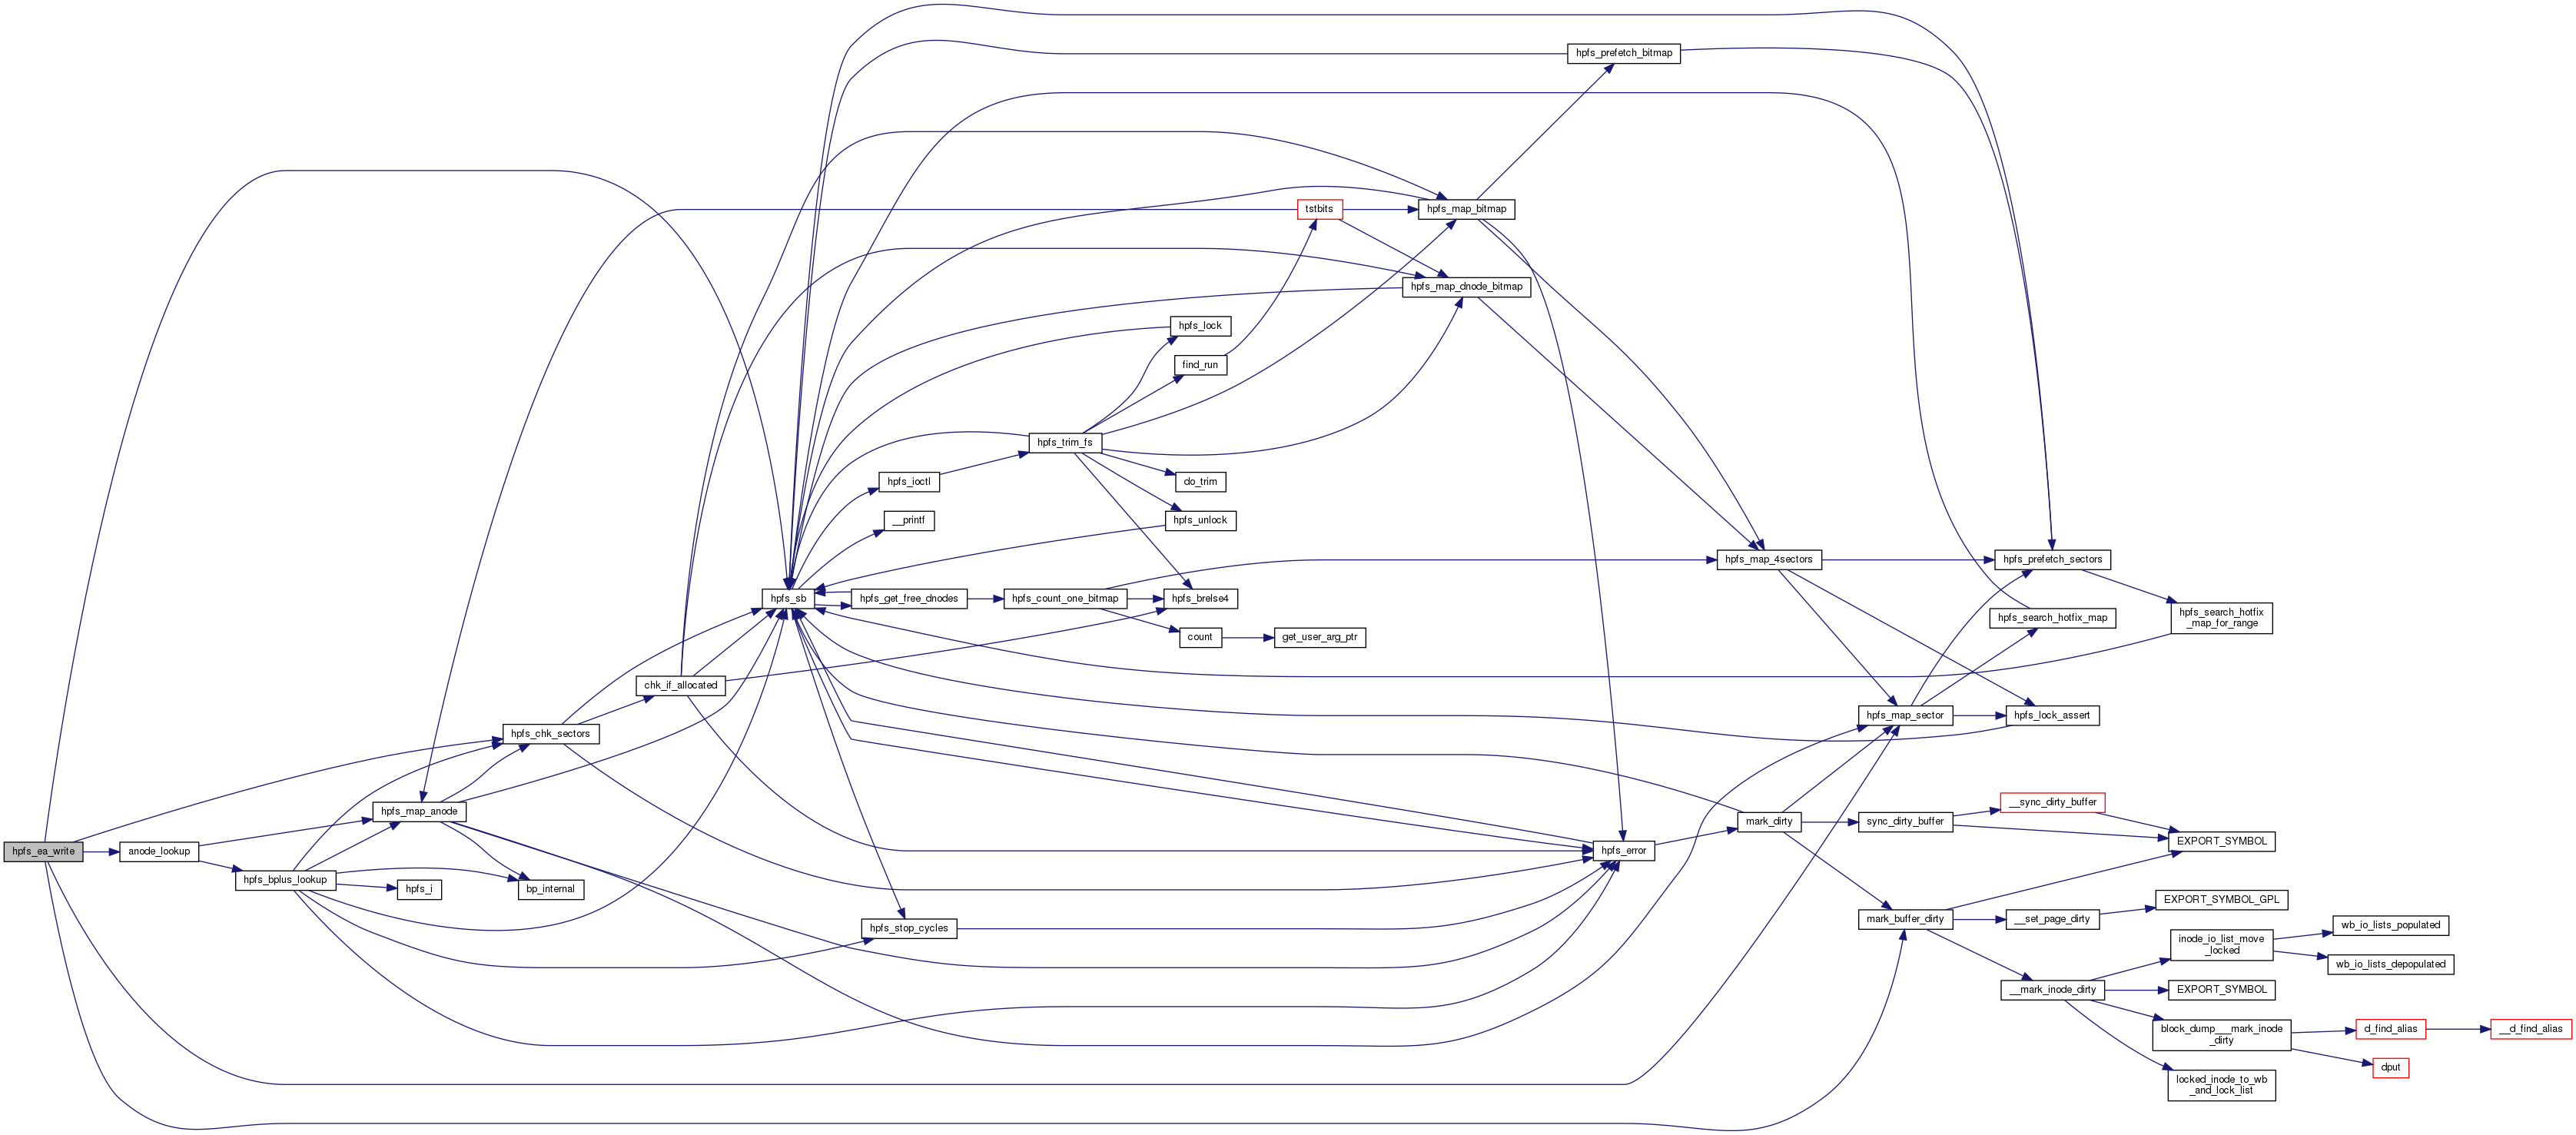 hpfs_prefetch_bitmap
tstbits
hpfs_map_bitmap
hpfs_map_dnode_bitmap
hpfs_lock
find_run
hpfs_trim_fs
hpfs_ioctl
do_trim
__printf
hpfs_unlock
hpfs_map_4sectors
hpfs_prefetch_sectors
hpfs_sb
hpfs_get_free_dnodes
hpfs_count_one_bitmap
hpfs_brelse4
hpfs_search_hotfix_map
hpfs_search_hotfix
_map_for_range
count
get_user_arg_ptr
chk_if_allocated
hpfs_map_sector
hpfs_lock_assert
hpfs_chk_sectors
hpfs_map_anode
__sync_dirty_buffer
mark_dirty
sync_dirty_buffer
EXPORT_SYMBOL
hpfs_ea_write
anode_lookup
hpfs_error
hpfs_bplus_lookup
hpfs_i
bp_internal
hpfs_stop_cycles
mark_buffer_dirty
__set_page_dirty
EXPORT_SYMBOL_GPL
inode_io_list_move
_locked
wb_io_lists_populated
wb_io_lists_depopulated
__mark_inode_dirty
EXPORT_SYMBOL
block_dump___mark_inode
_dirty
d_find_alias
__d_find_alias
dput
locked_inode_to_wb
_and_lock_list